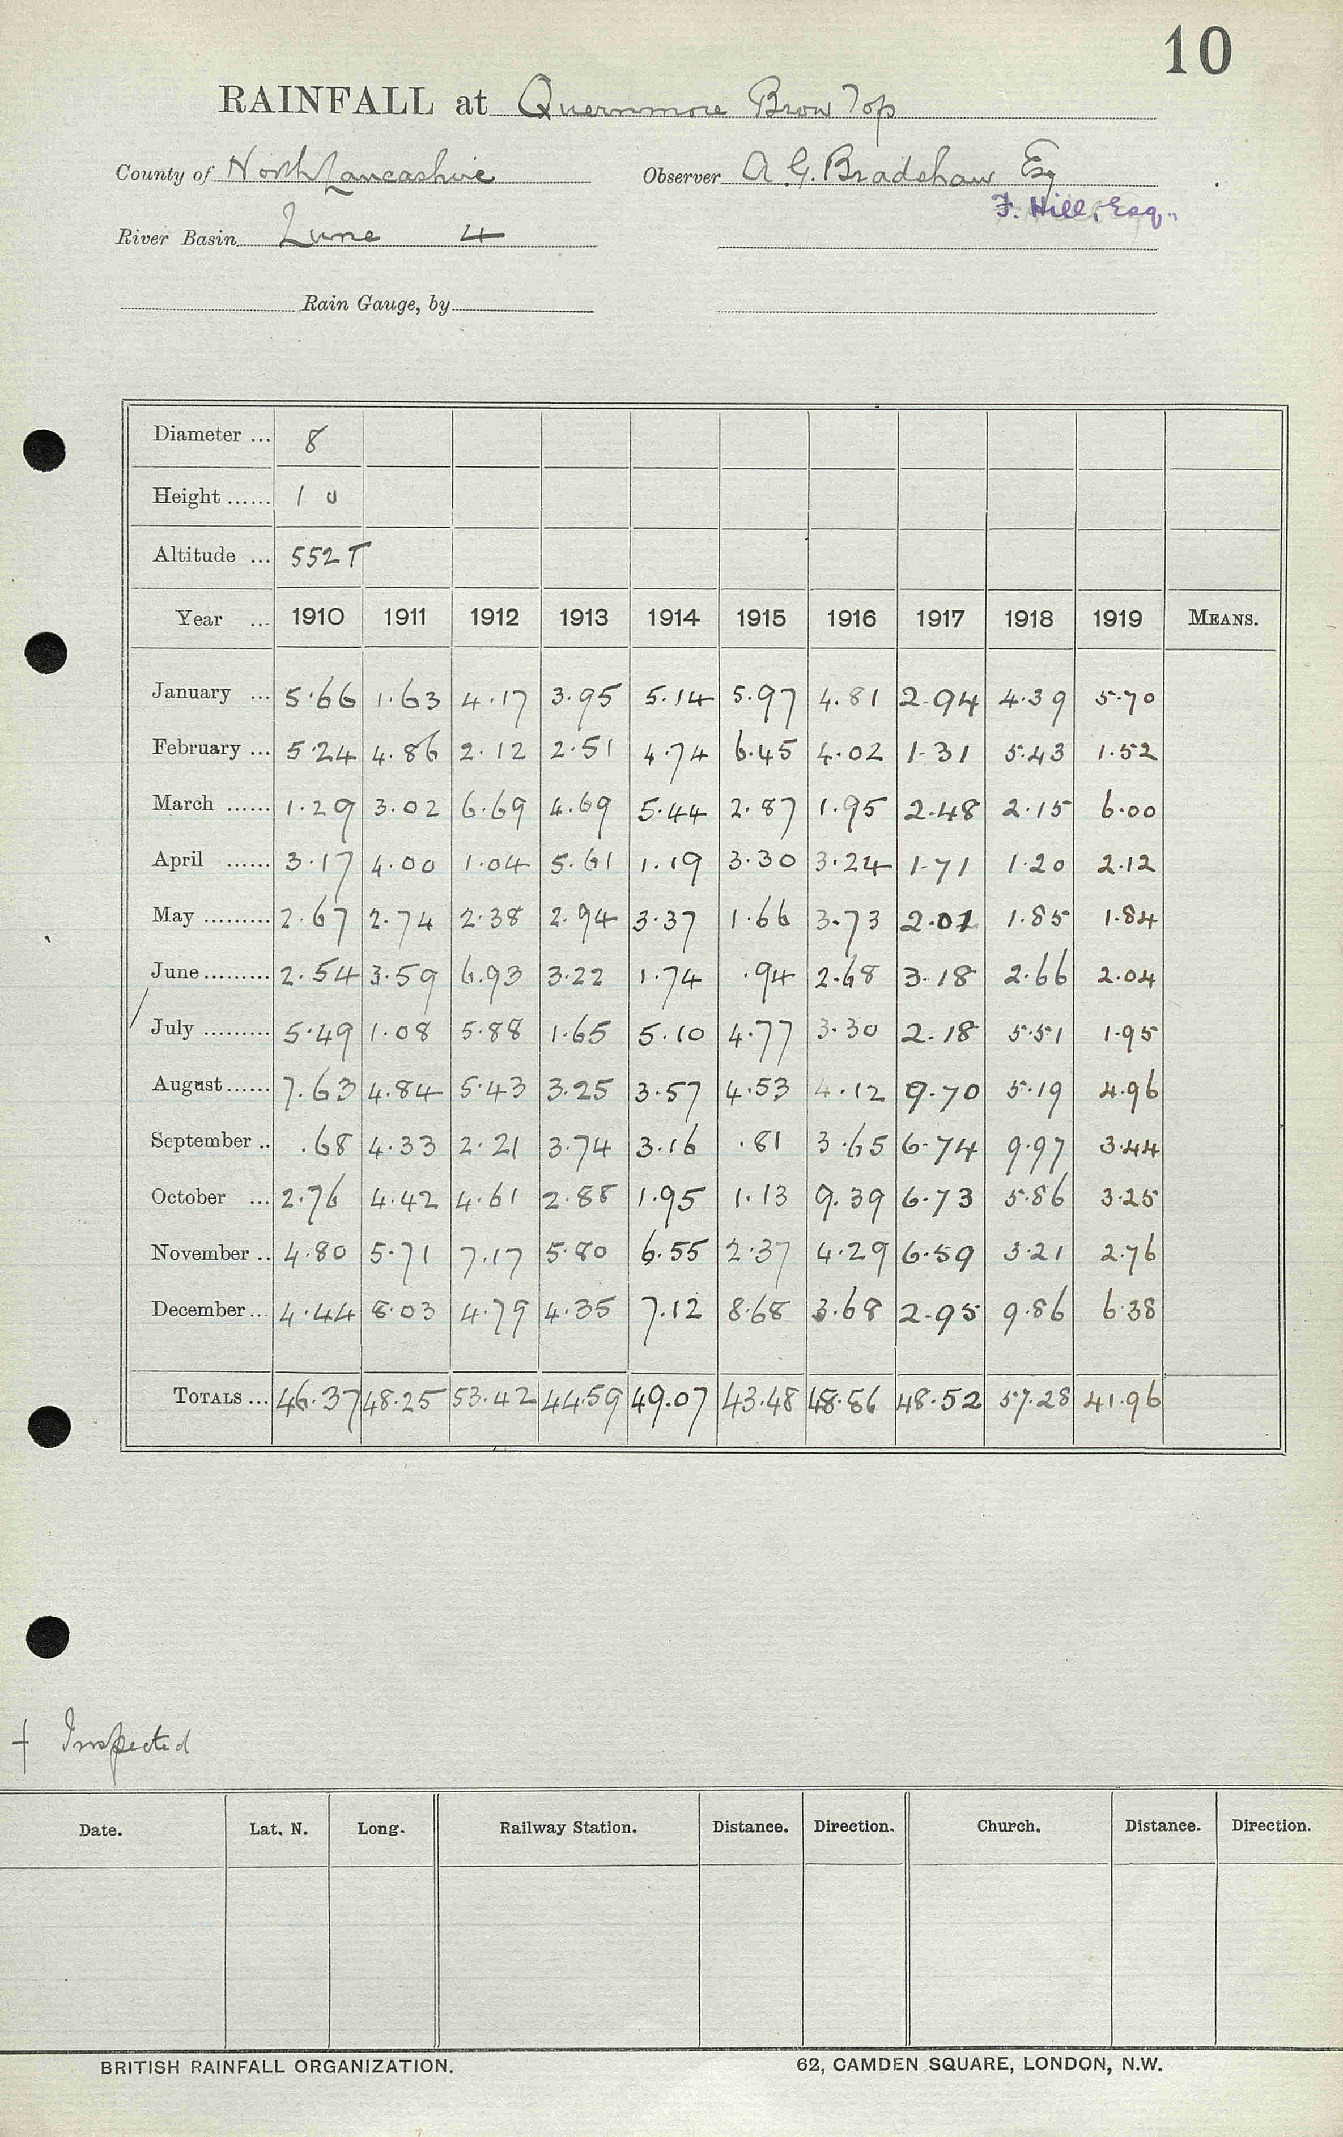 10
RAINFALL at Quernmore Brow Top
County of North Lancashire Observer A. G. Bradshaw Esq
F. Hill, Esq.
River Basin Lune 4
Rain Gauge, by
Diameter ... 8
Height ...... 1 0
Altitude ... 552 T
Year ... 1910 1911 1912 1913 1914 1915 1916 1917 1918 1919 MEANS.
January ... 5.66 1.63 4.17 3.95 5.14 5.97 4.81 2.94 4.39 5.70
February ... 5.24 4.86 2.12 2.51 4.74 6.45 4.02 1.31 5.43 1.52
March ...... 1.29 3.02 6.69 4.69 5.44 2.87 1.95 2.48 2.15 6.00
April ...... 3.17 4.00 1.04 5.61 1.19 3.30 3.24 1.71 1.20 2.12
May ......... 2.67 2.74 2.38 2.94 3.37 1.66 3.73 2.01 1.85 1.84
June ......... 2.54 3.59 6.93 3.22 1.74 .94 2.68 3.18 2.66 2.04
July ......... 5.49 1.08 5.88 1.65 5.10 4.77 3.30 2.18 5.51 1.95
August ...... 7.63 4.84 5.43 3.25 3.57 4.53 4.12 9.70 5.19 4.96
September .. .68 4.33 2.21 3.74 3.16 .81 3.65 6.74 9.97 3.44
October ... 2.76 4.42 4.61 2.88 1.95 1.13 9.39 6.73 5.86 3.25
November .. 4.80 5.71 7.17 5.80 6.55 2.37 4.29 6.59 3.21 2.76
December ... 4.44 8.03 4.79 4.35 7.12 8.68 3.68 2.95 9.86 6.38
TOTALS ... 46.37 48.25 53.42 44.59 49.07 43.48 48.86 48.52 57.28 41.96
† Inspected
Date. Lat. N. Long. Railway Station. Distance. Direction. Church. Distance. Direction.
BRITISH RAINFALL ORGANIZATION. 62, CAMDEN SQUARE, LONDON, N.W.